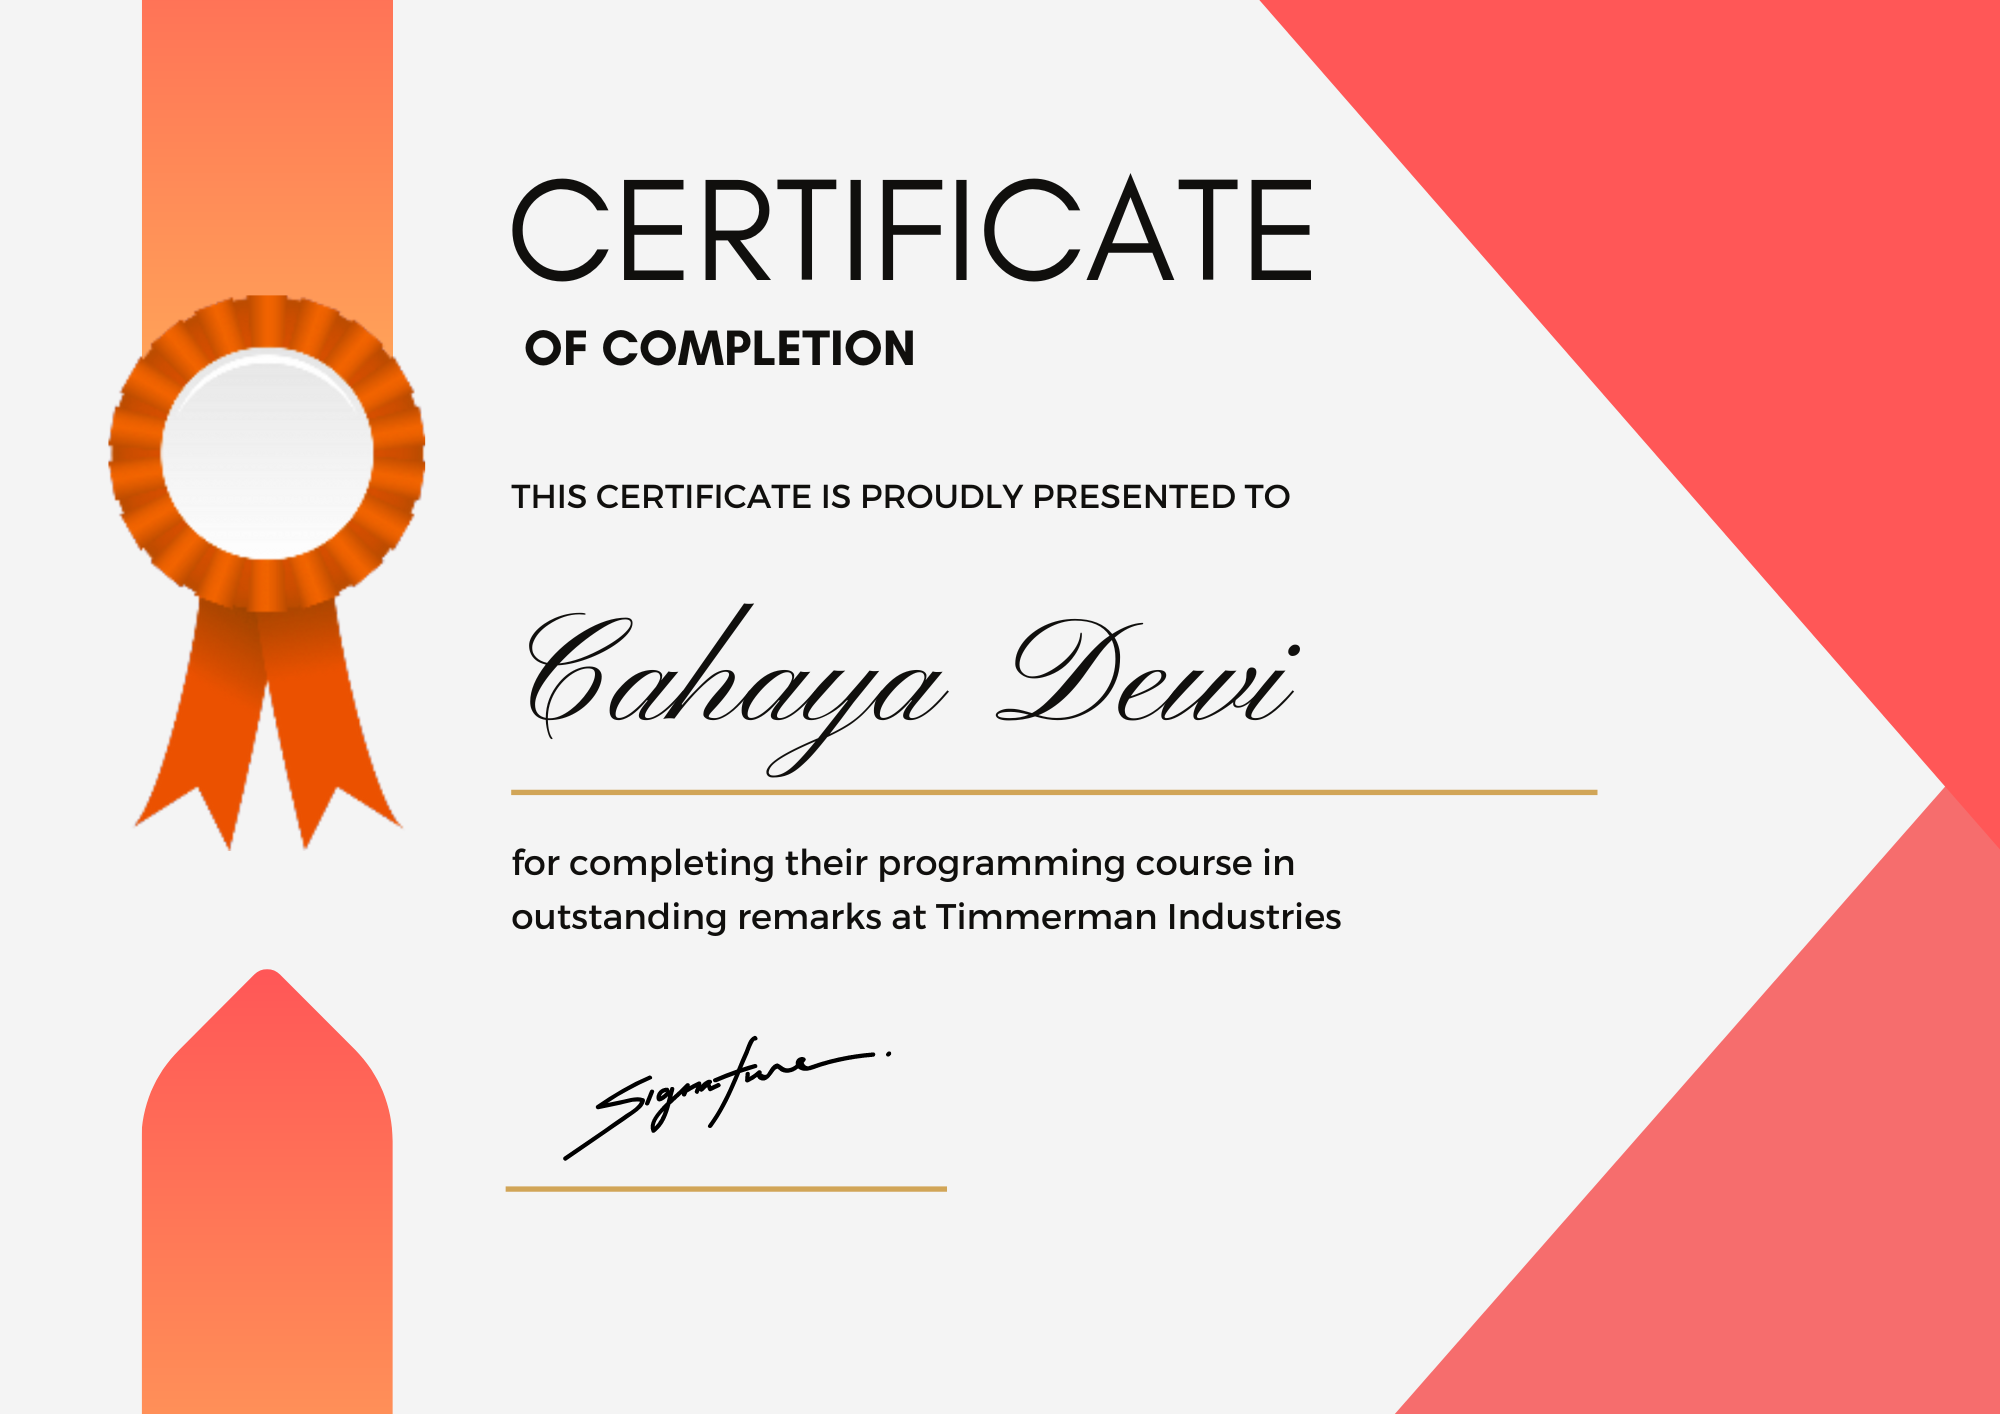 CERTIFICATE
OF COMPLETION
THIS CERTIFICATE IS PROUDLY PRESENTED TO
Cahaya Dewi
for completing their programming course in
outstanding remarks at Timmerman Industries
Signature